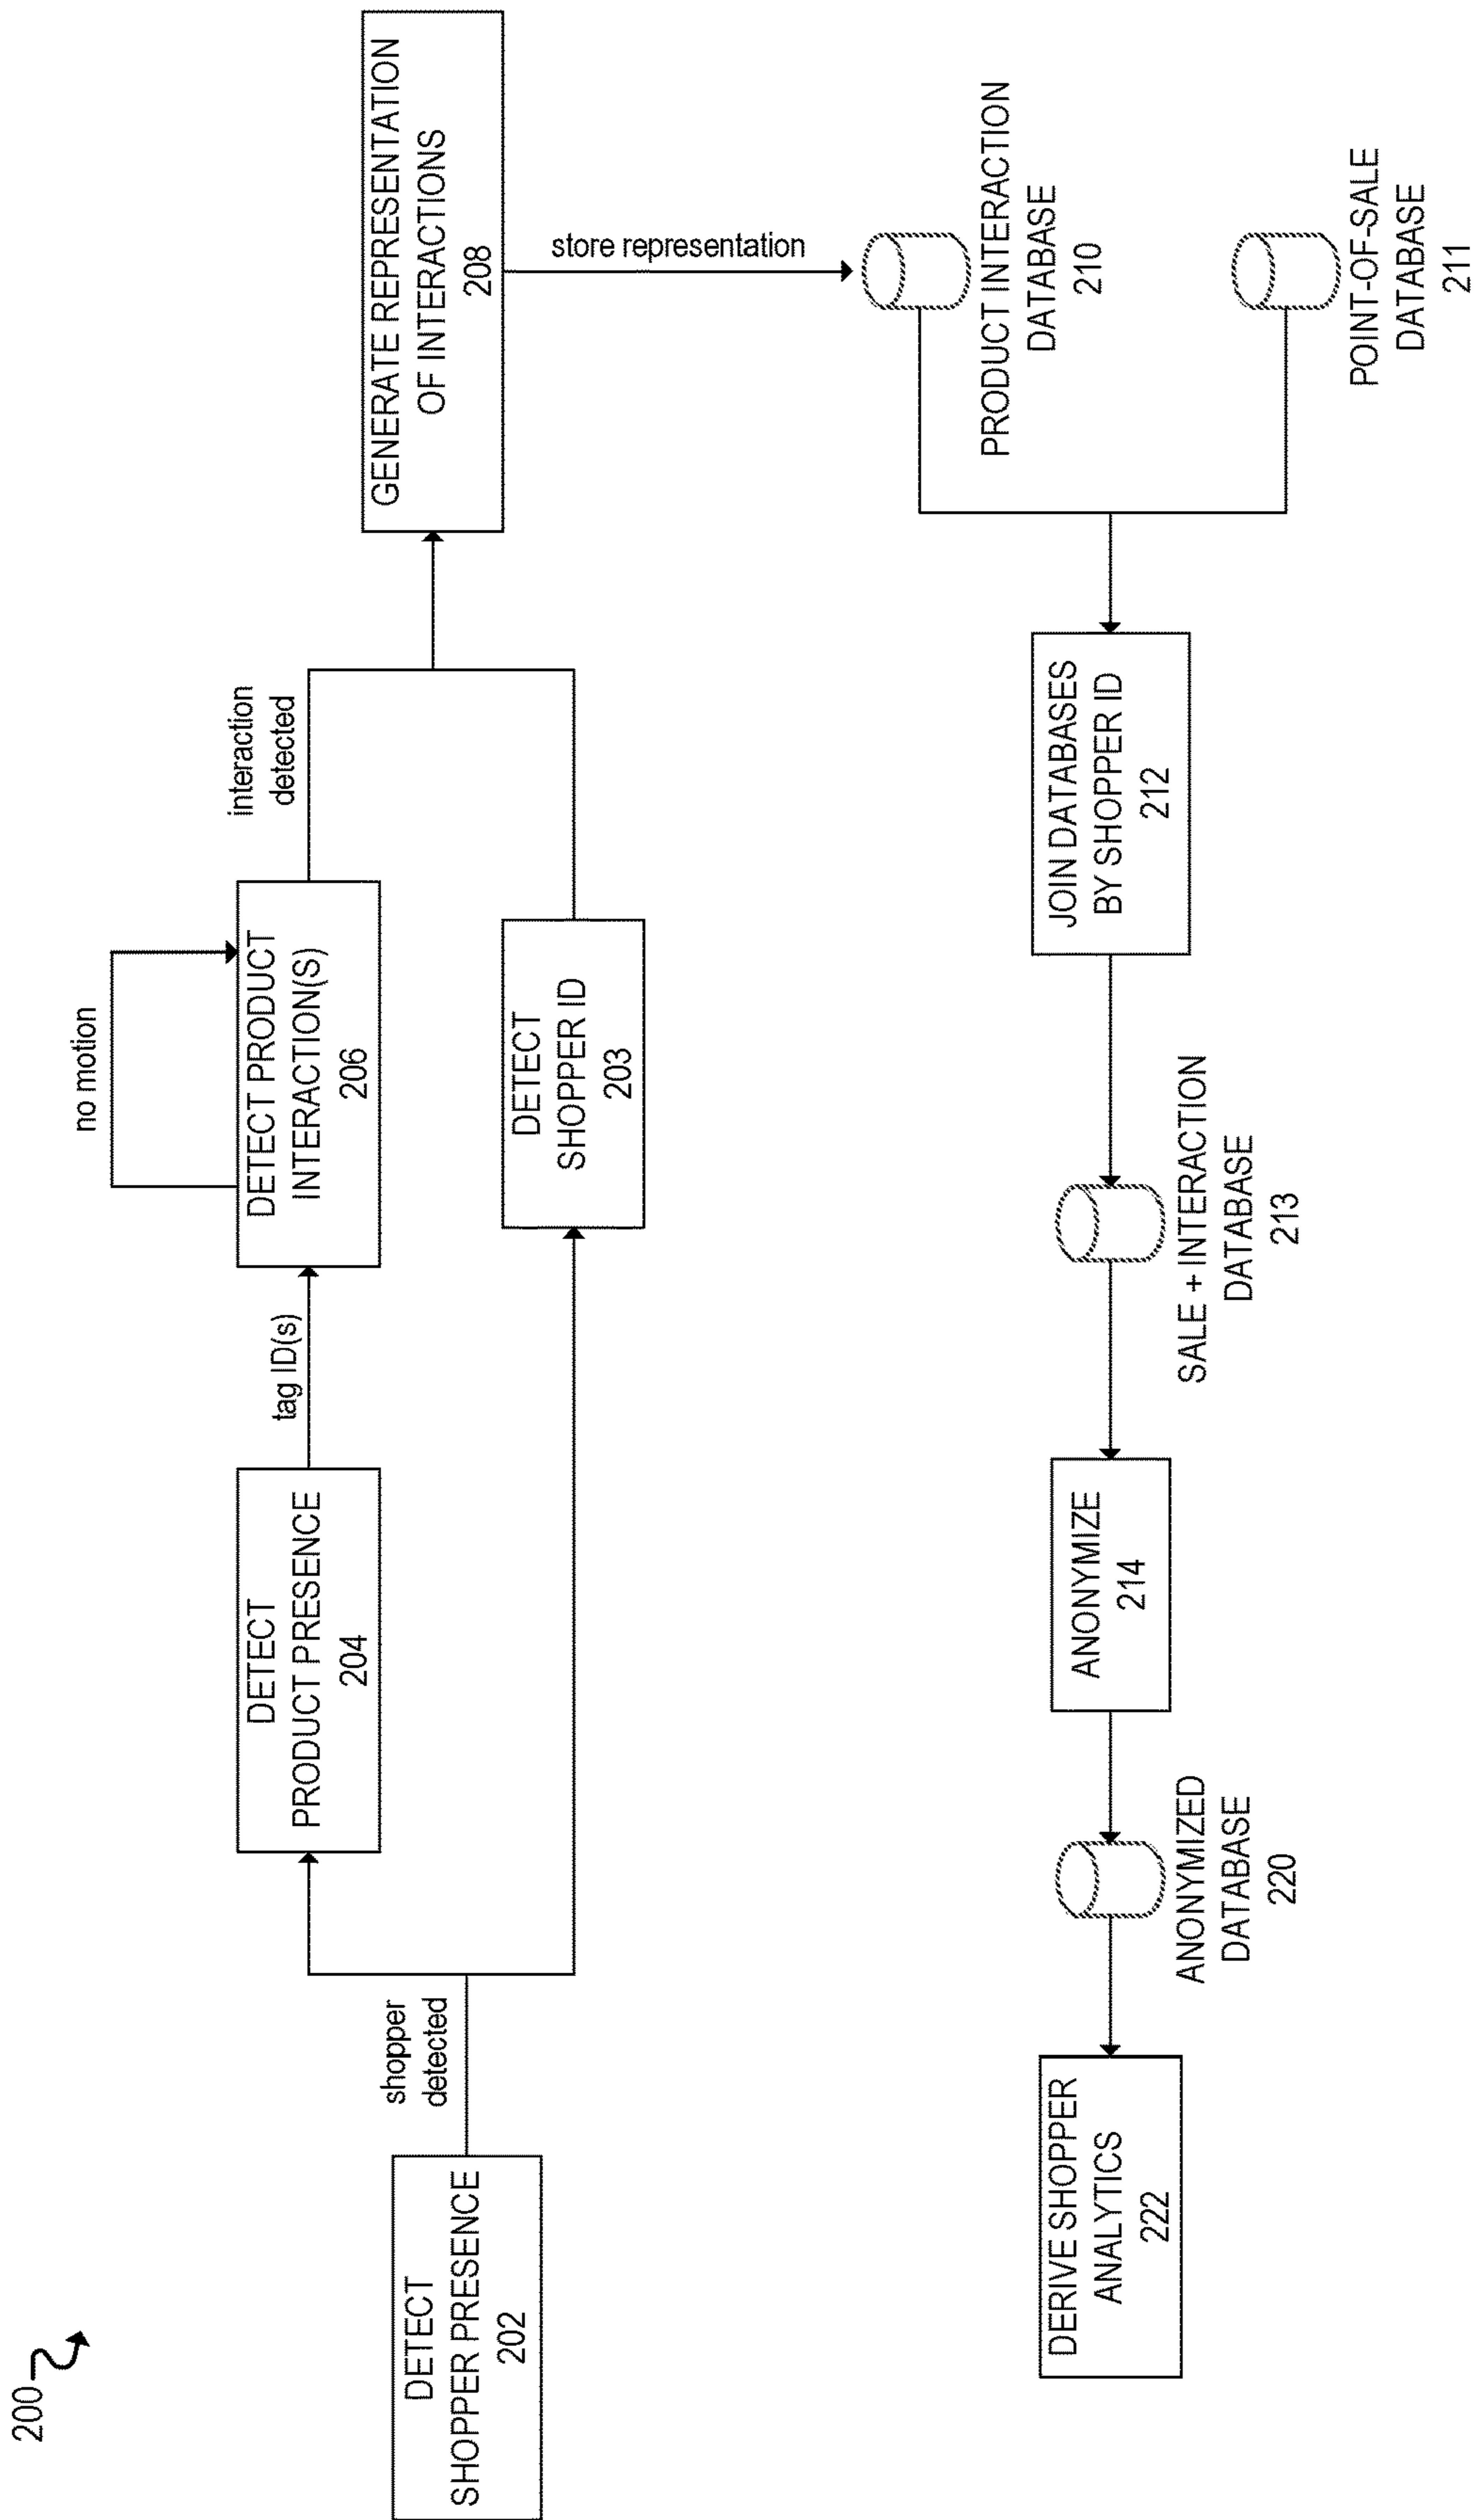 200
DETECT
SHOPPER PRESENCE
202
shopper
detected
DETECT
PRODUCT PRESENCE
204
tag ID(s)
no motion
DETECT PRODUCT
INTERACTION(S)
206
interaction
detected
DETECT
SHOPPER ID
203
GENERATE REPRESENTATION
OF INTERACTIONS
208
store representation
PRODUCT INTERACTION
DATABASE
210
POINT-OF-SALE
DATABASE
211
JOIN DATABASES
BY SHOPPER ID
212
SALE + INTERACTION
DATABASE
213
ANONYMIZE
214
ANONYMIZED
DATABASE
220
DERIVE SHOPPER
ANALYTICS
222